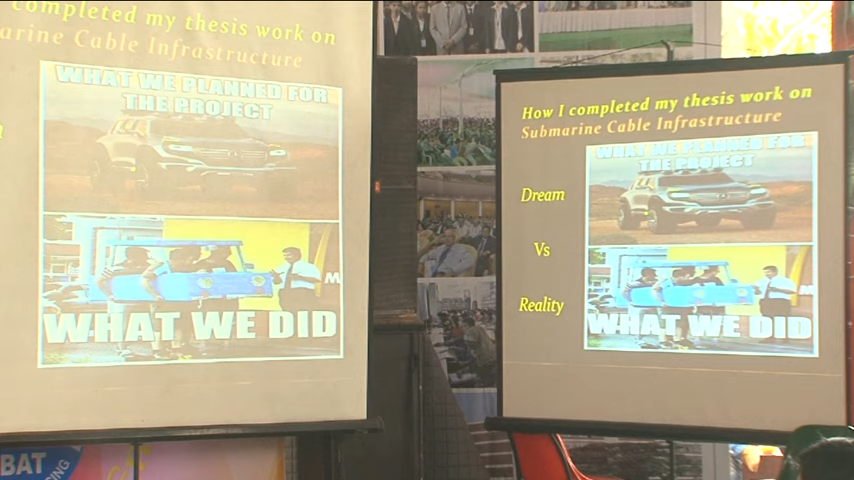 completed my thesis work on
arine Cable Infrastructure
WHAT WE PLANNED FOR
THE PROJECT
M
WHAT WE DID
BAT
How I completed my thesis work on
Submarine Cable Infrastructure
WHAT WE PLANNED FOR
THE PROJECT
Dream
Vs
Reality
WHAT WE DID